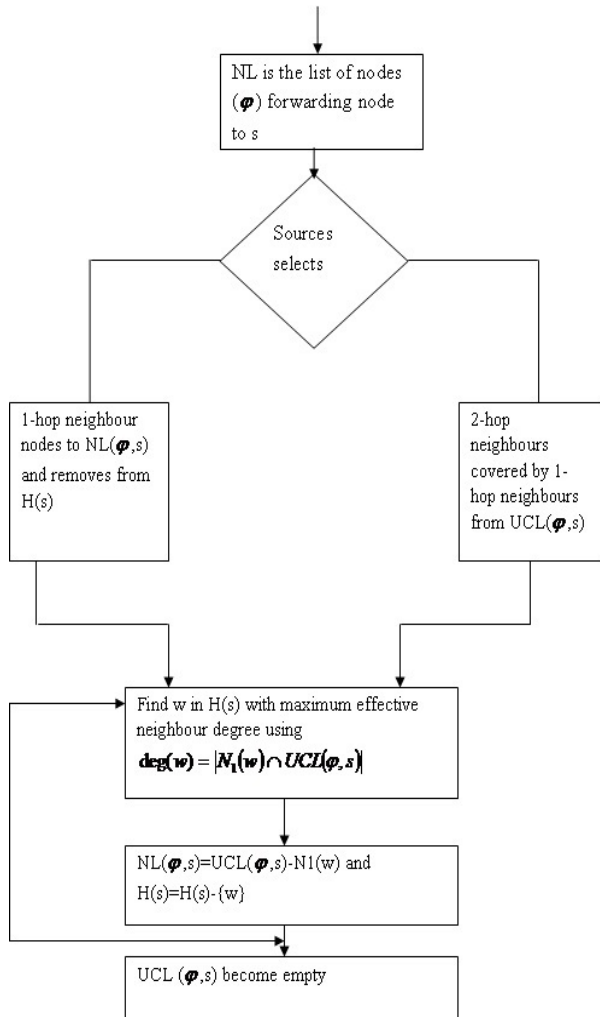 NL is the list of nodes
(φ) forwarding node
to s
Sources
selects
1-hop neighbour
nodes to NL(φ,s)
and removes from
H(s)
2-hop
neighbours
covered by 1-
hop neighbours
from UCL(φ,s)
Find w in H(s) with maximum effective
neighbour degree using
deg(w) = |N₁(w)∩UCL(φ,s)|
NL(φ,s)=UCL(φ,s)-N1(w) and
H(s)=H(s)-{w}
UCL (φ,s) become empty